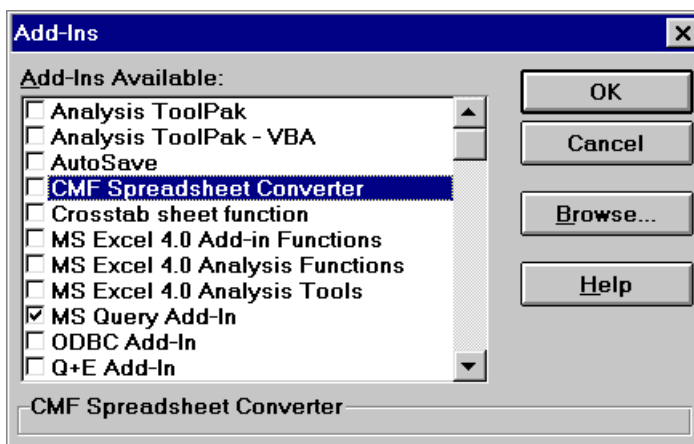 Add-Ins
Add-Ins Available:
Analysis ToolPak
Analysis ToolPak - VBA
AutoSave
CMF Spreadsheet Converter
Crosstab sheet function
MS Excel 4.0 Add-in Functions
MS Excel 4.0 Analysis Functions
MS Excel 4.0 Analysis Tools
MS Query Add-In
ODBC Add-In
Q+E Add-In
OK
Cancel
Browse...
Help
CMF Spreadsheet Converter